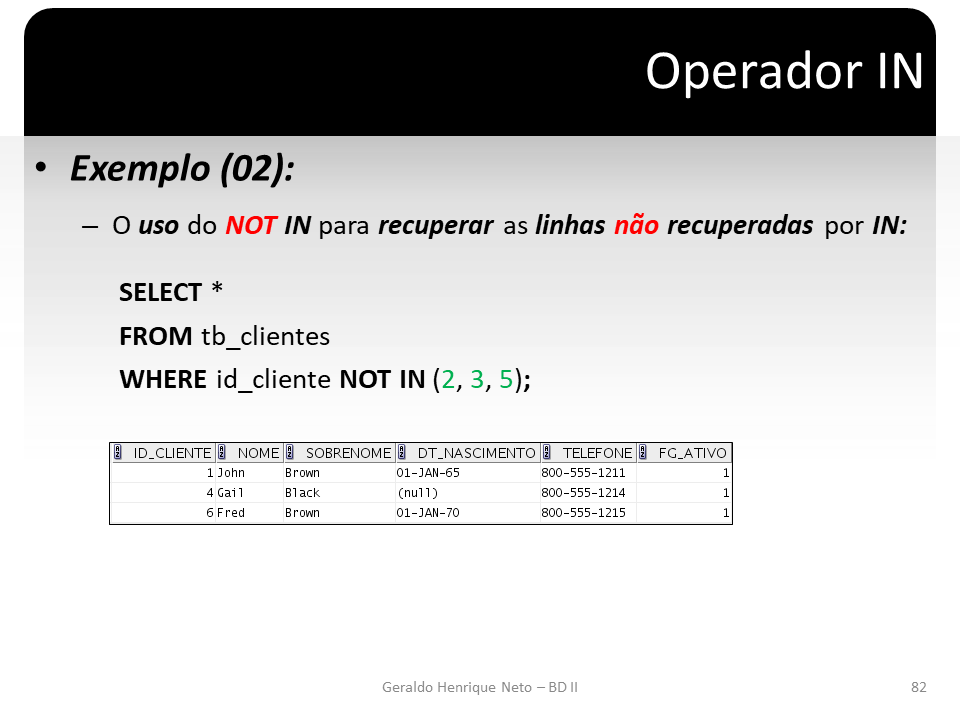 Operador IN
• Exemplo (02):
– O uso do NOT IN para recuperar as linhas não recuperadas por IN:
SELECT *
FROM tb_clientes
WHERE id_cliente NOT IN (2, 3, 5);
ID_CLIENTE NOME SOBRENOME DT_NASCIMENTO TELEFONE FG_ATIVO
1 John Brown 01-JAN-65 800-555-1211 1
4 Gail Black (null) 800-555-1214 1
6 Fred Brown 01-JAN-70 800-555-1215 1
Geraldo Henrique Neto – BD II 82